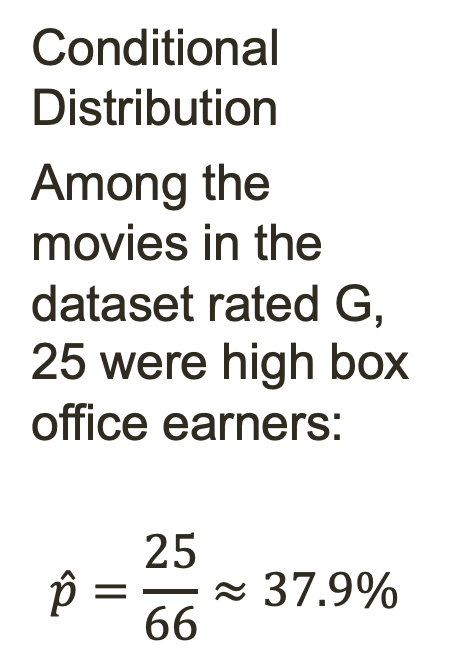 Conditional
Distribution
Among the
movies in the
dataset rated G,
25 were high box
office earners:
p̂ = 25/66 ≈ 37.9%